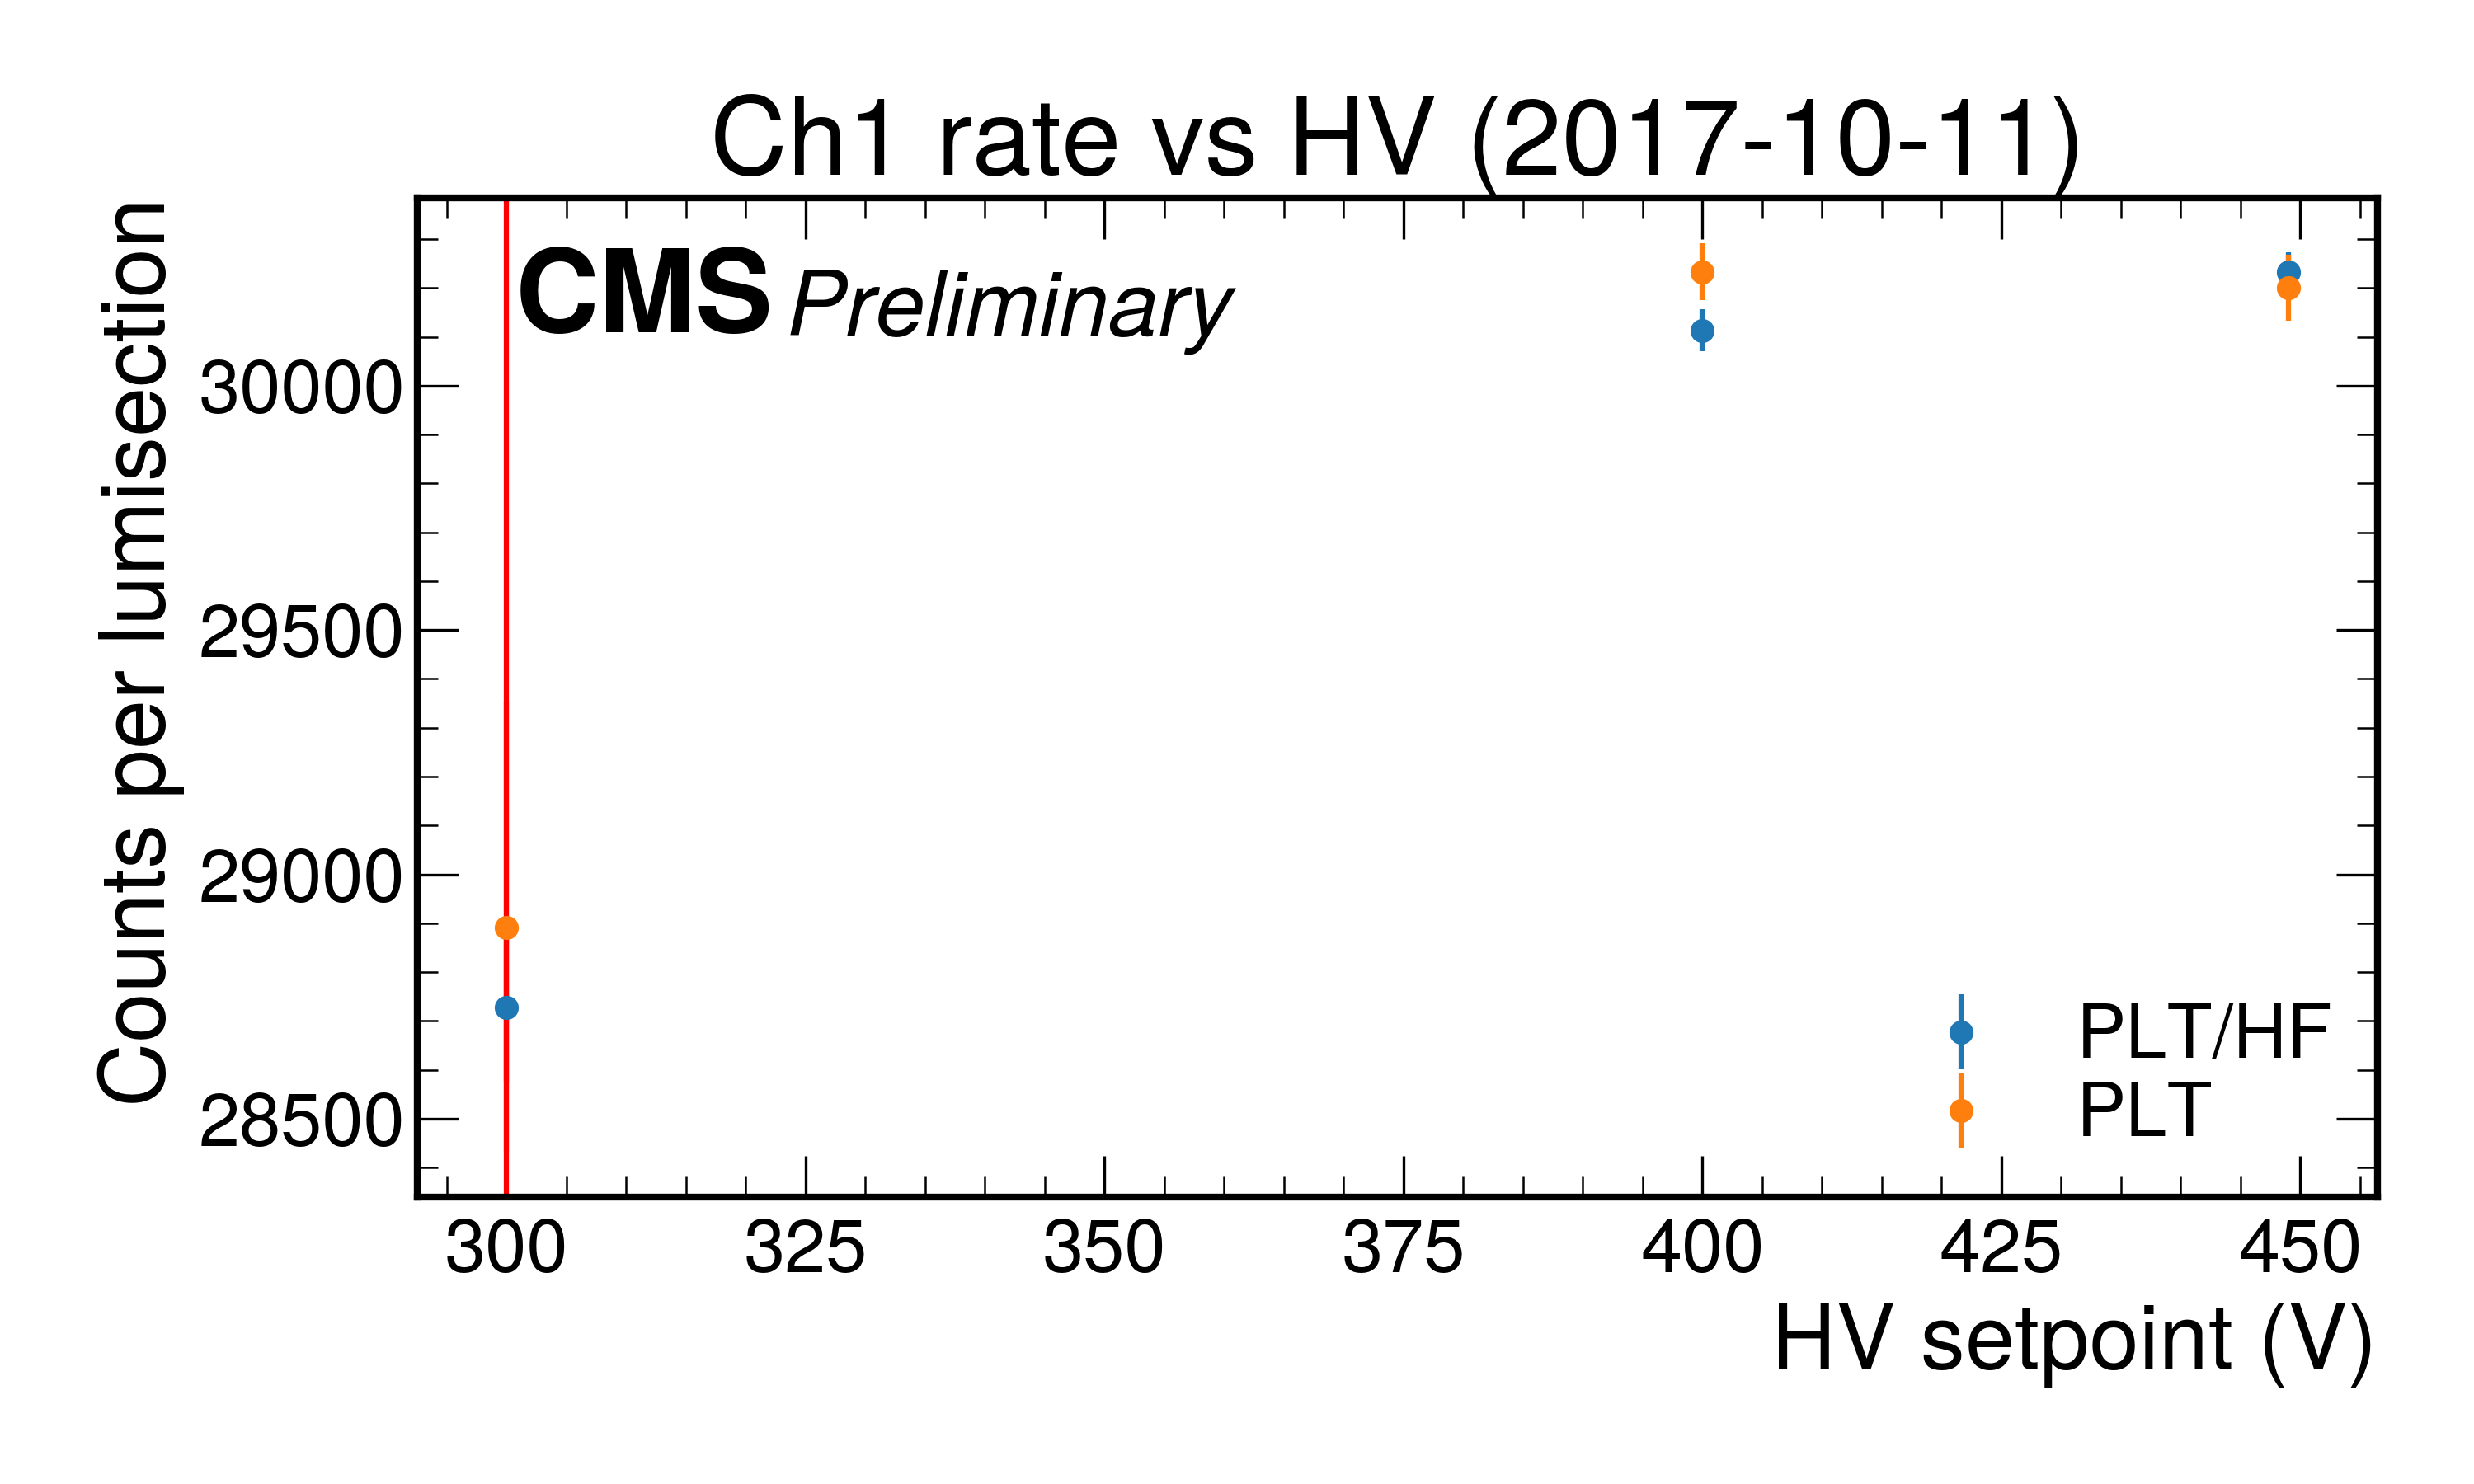 Ch1 rate vs HV (2017-10-11)
CMS Preliminary
Counts per lumisection
30000
29500
29000
28500
PLT/HF
PLT
300 325 350 375 400 425 450
HV setpoint (V)